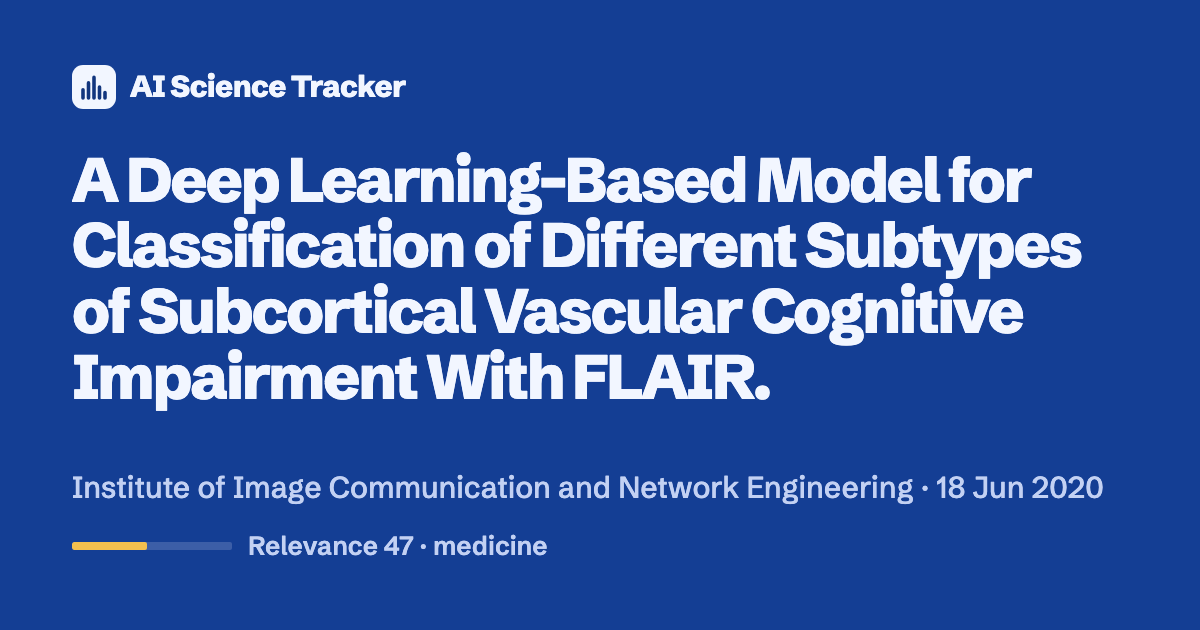 AI Science Tracker
A Deep Learning-Based Model for
Classification of Different Subtypes
of Subcortical Vascular Cognitive
Impairment With FLAIR.
Institute of Image Communication and Network Engineering · 18 Jun 2020
Relevance 47 · medicine